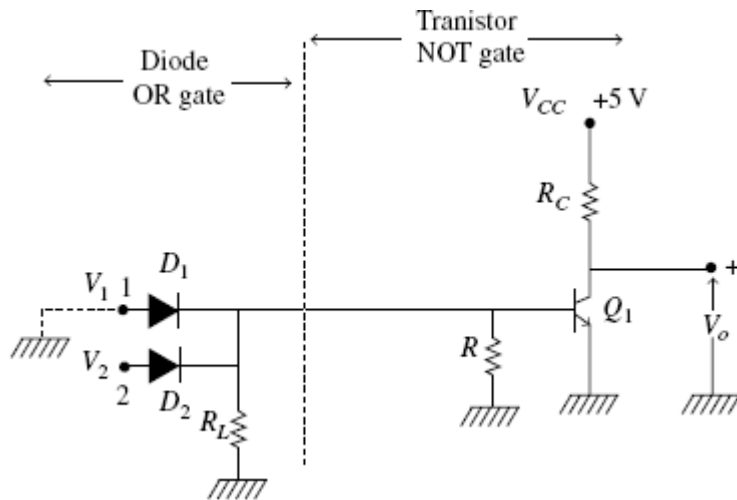 Diode
OR gate
Tranistor
NOT gate
V_CC +5 V
R_C
V_1 1
D_1
V_2
2
D_2
R_L
R
Q_1
+
V_o